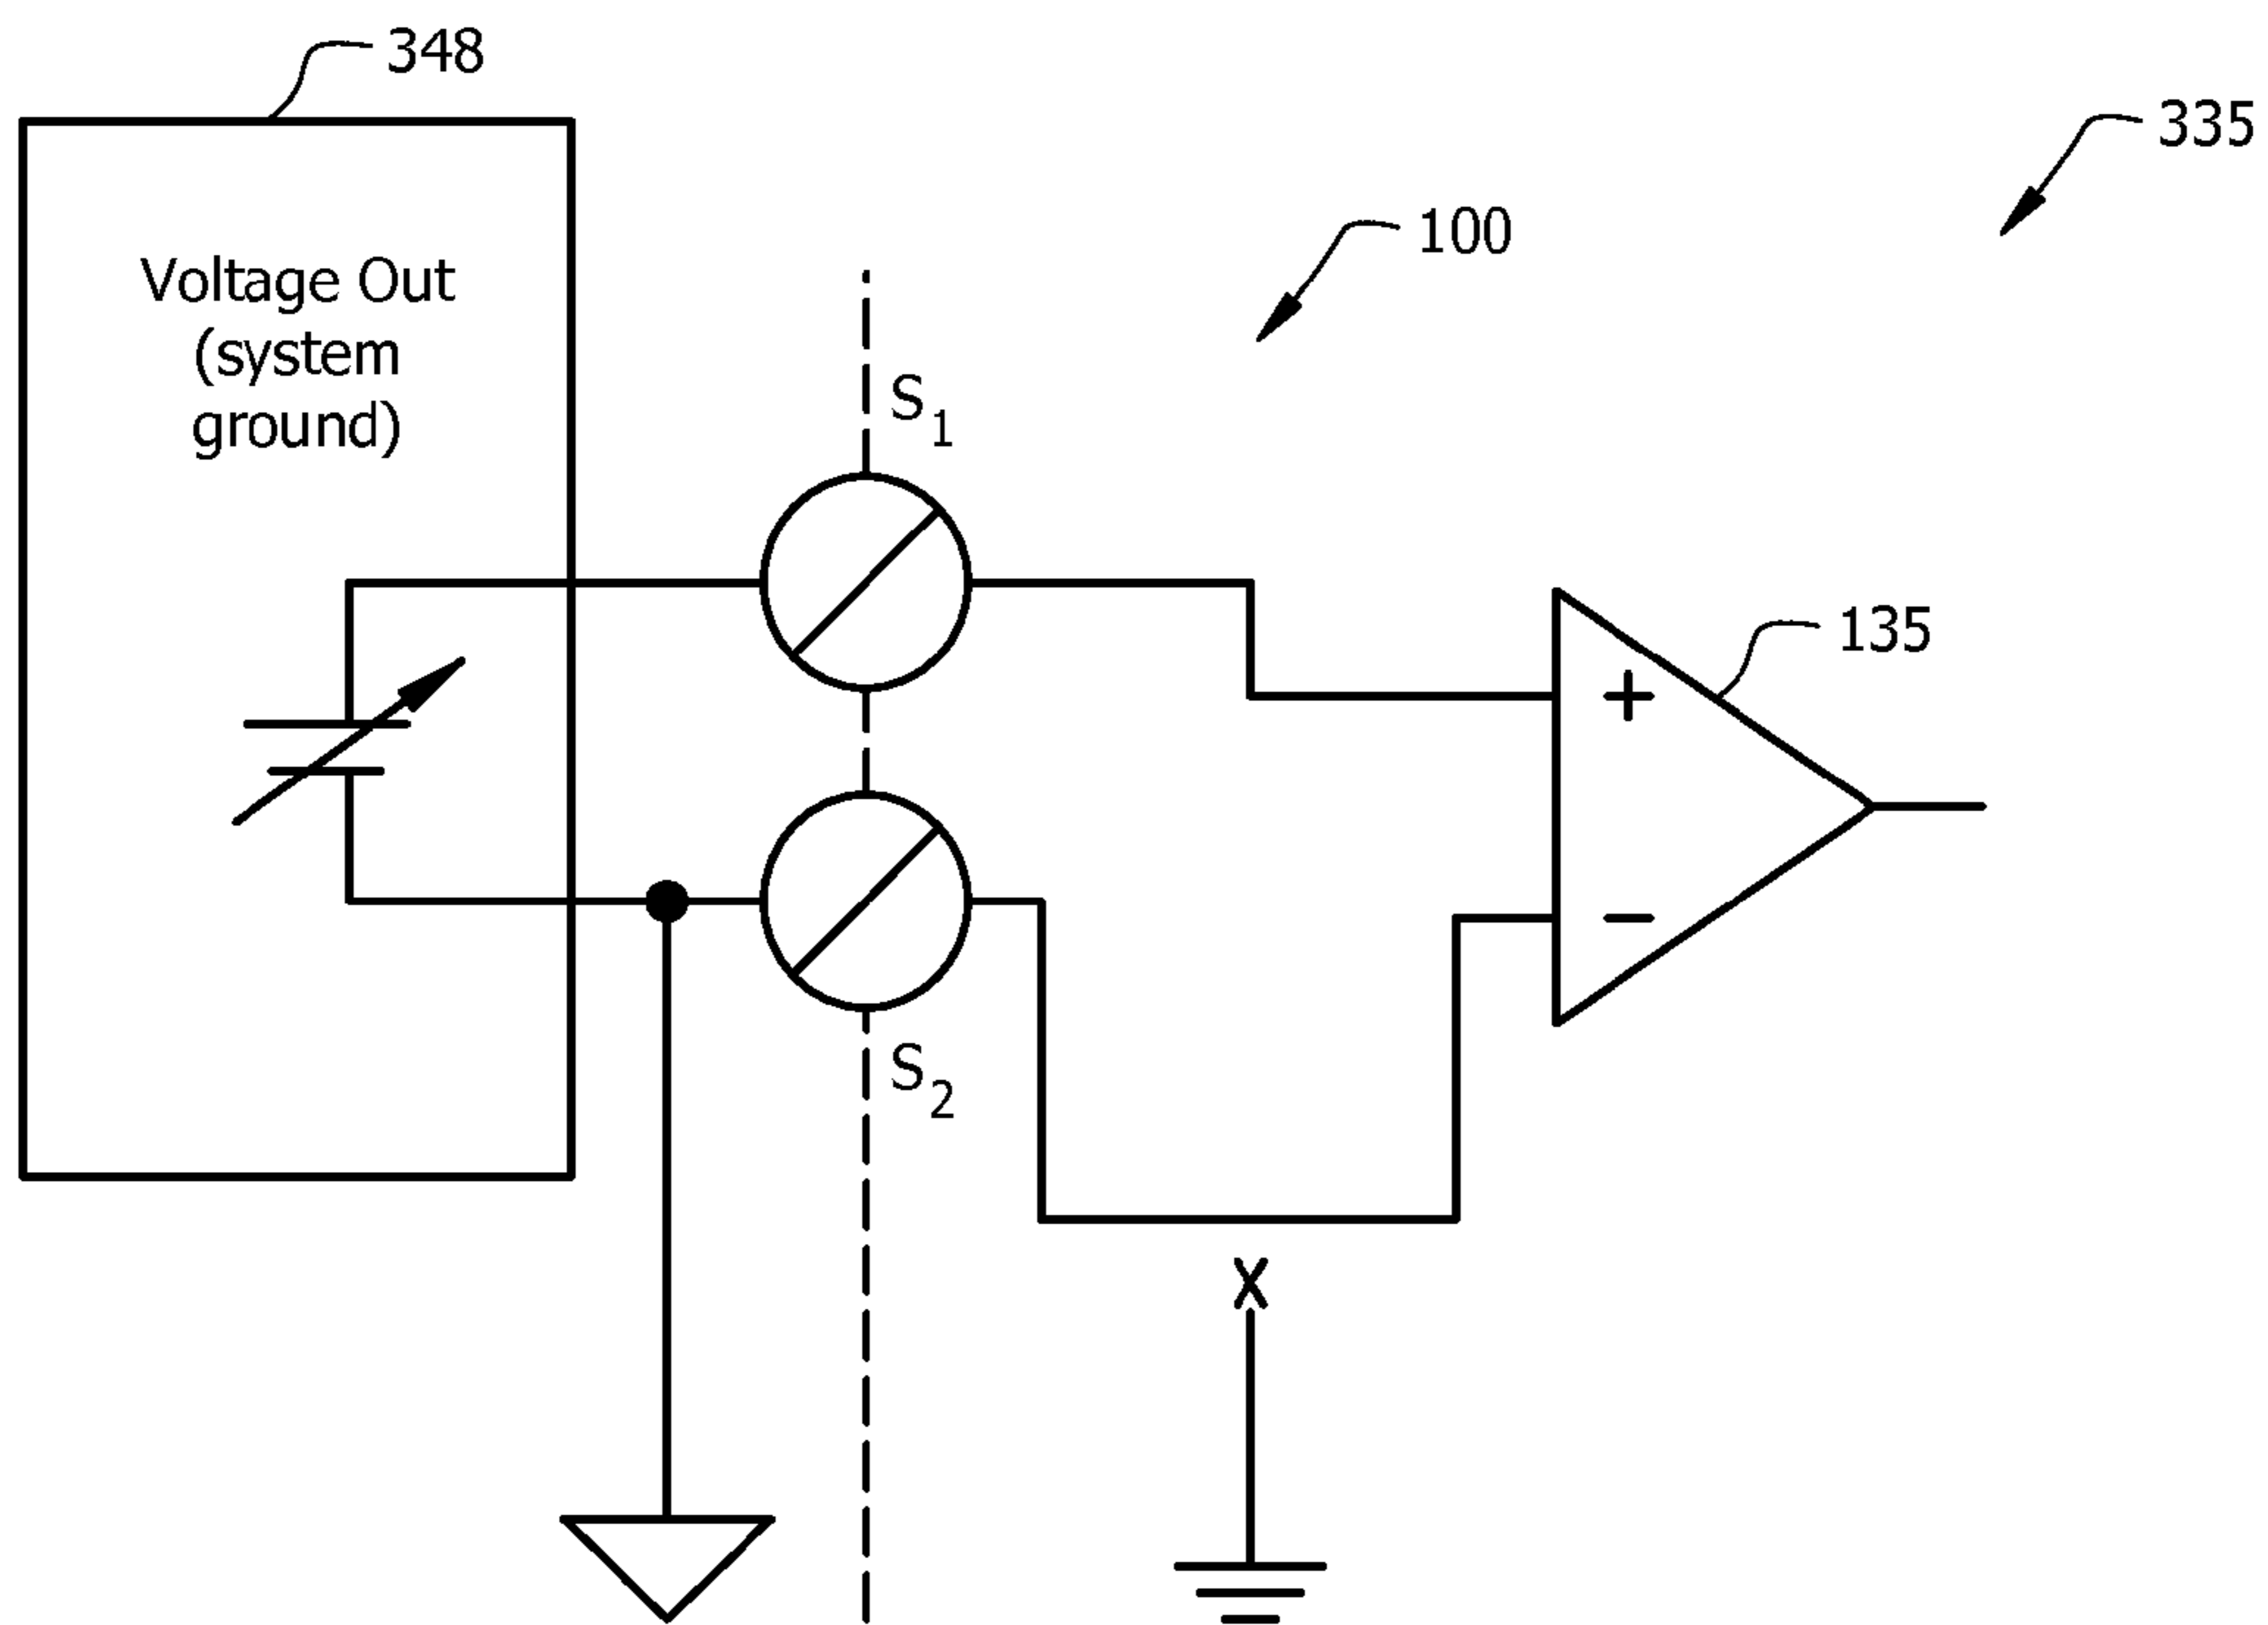 348
335
100
Voltage Out
(system
ground)
S1
135
+
−
S2
X